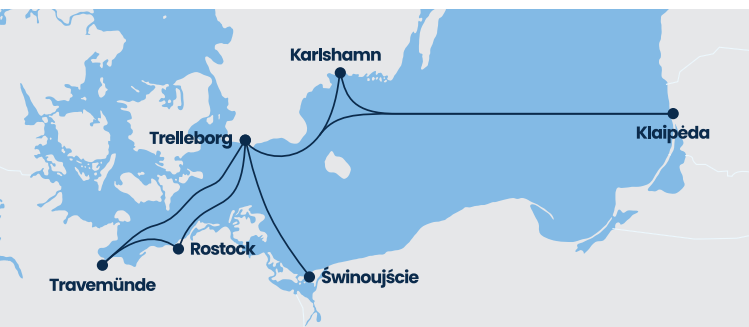 Karlshamn
Trelleborg
Klaipėda
Rostock
Świnoujście
Travemünde